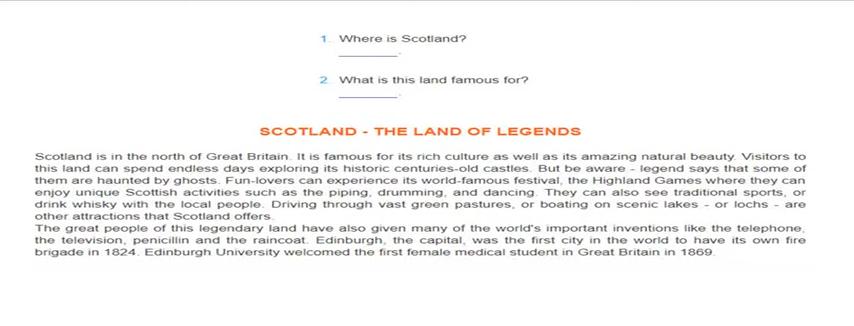 1. Where is Scotland?
________.
2. What is this land famous for?
________.
SCOTLAND - THE LAND OF LEGENDS
Scotland is in the north of Great Britain. It is famous for its rich culture as well as its amazing natural beauty. Visitors to
this land can spend endless days exploring its historic centuries-old castles. But be aware - legend says that some of
them are haunted by ghosts. Fun-lovers can experience its world-famous festival, the Highland Games where they can
enjoy unique Scottish activities such as the piping, drumming, and dancing. They can also see traditional sports, or
drink whisky with the local people. Driving through vast green pastures, or boating on scenic lakes - or lochs - are
other attractions that Scotland offers.
The great people of this legendary land have also given many of the world's important inventions like the telephone,
the television, penicillin and the raincoat. Edinburgh, the capital, was the first city in the world to have its own fire
brigade in 1824. Edinburgh University welcomed the first female medical student in Great Britain in 1869.